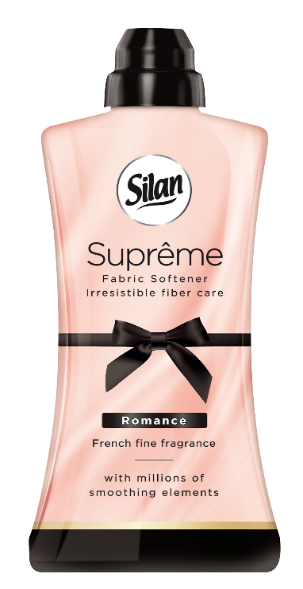 Silan
Suprême
Fabric Softener
Irresistible fiber care
Romance
French fine fragrance
with millions of
smoothing elements